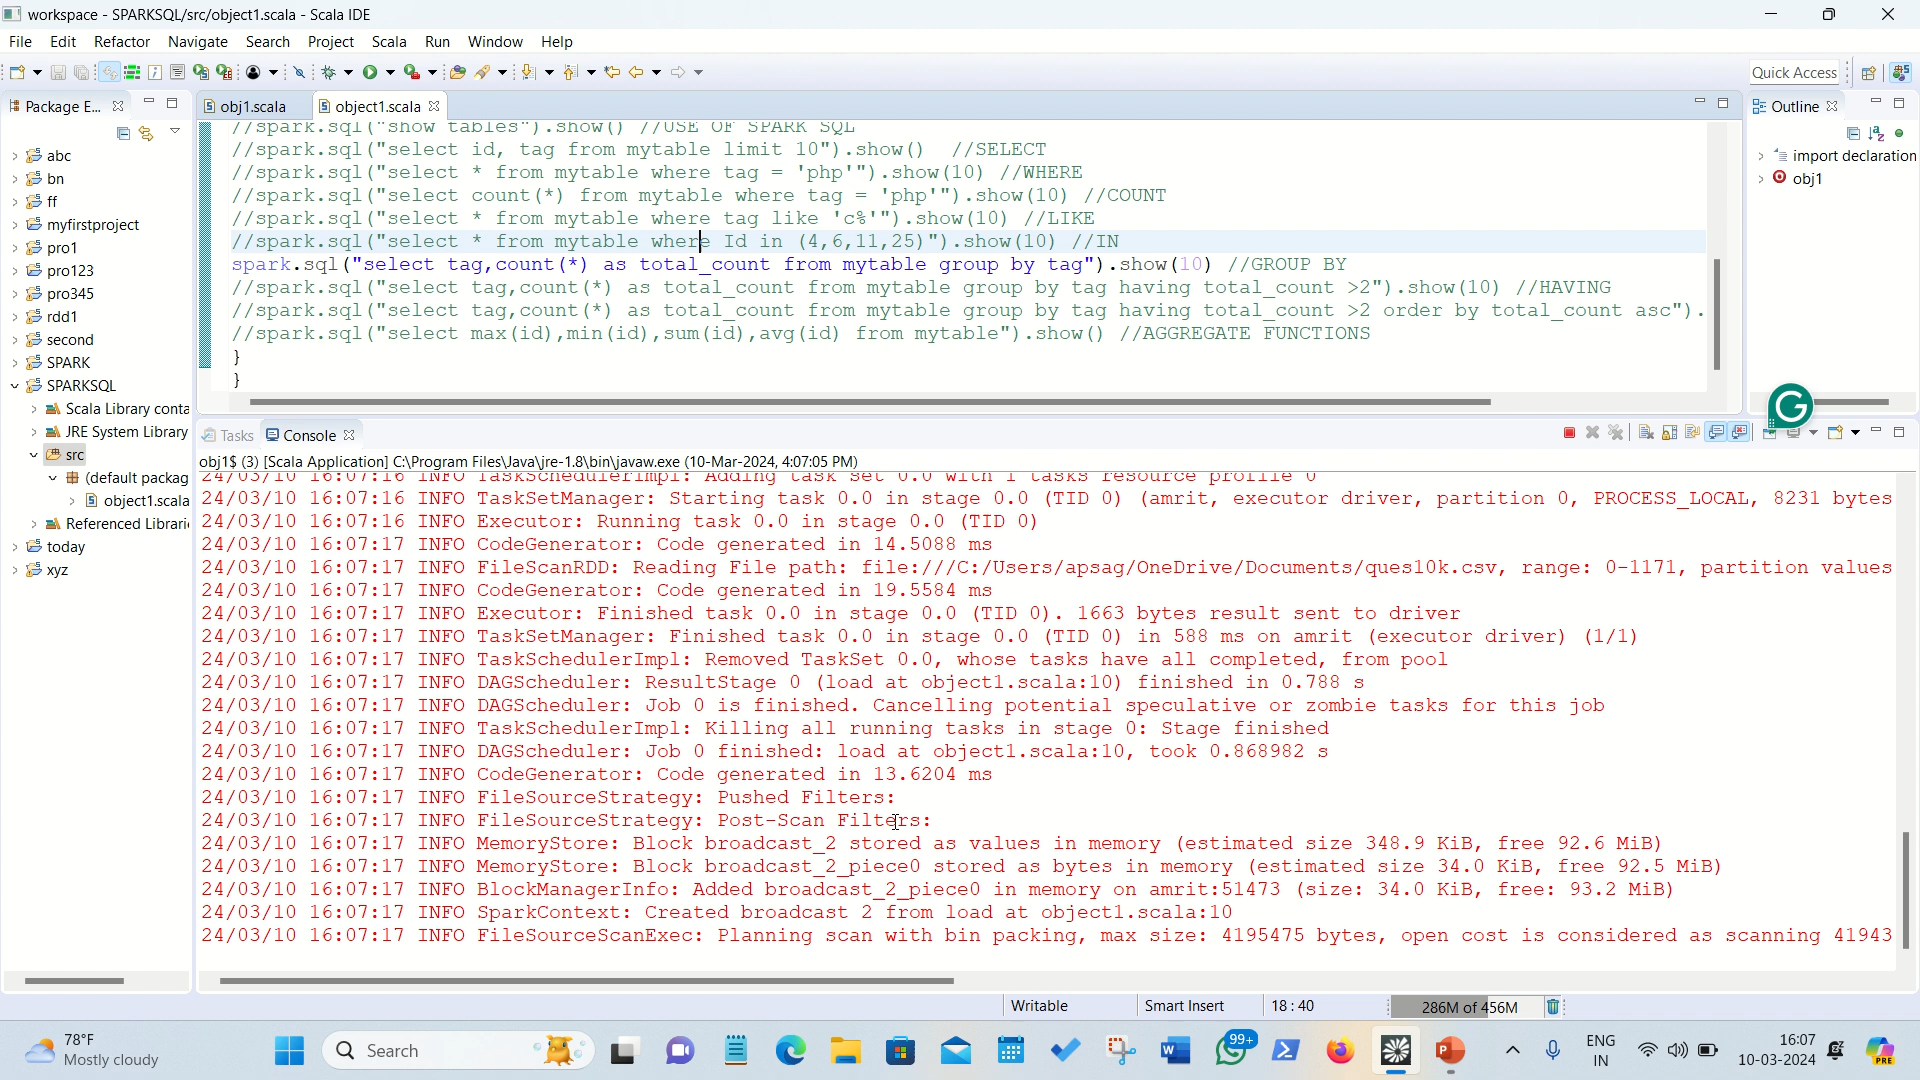 workspace - SPARKSQL/src/object1.scala - Scala IDE
File Edit Refactor Navigate Search Project Scala Run Window Help
Quick Access
Package E...
abc
bn
ff
myfirstproject
pro1
pro123
pro345
rdd1
second
SPARK
SPARKSQL
Scala Library conta
JRE System Library
src
(default packag
object1.scala
Referenced Librari
today
xyz
obj1.scala object1.scala
//spark.sql("show tables").show() //USE OF SPARK SQL
//spark.sql("select id, tag from mytable limit 10").show() //SELECT
//spark.sql("select * from mytable where tag = 'php'").show(10) //WHERE
//spark.sql("select count(*) from mytable where tag = 'php'").show(10) //COUNT
//spark.sql("select * from mytable where tag like 'c%'").show(10) //LIKE
//spark.sql("select * from mytable where Id in (4,6,11,25)").show(10) //IN
spark.sql("select tag,count(*) as total_count from mytable group by tag").show(10) //GROUP BY
//spark.sql("select tag,count(*) as total_count from mytable group by tag having total_count >2").show(10) //HAVING
//spark.sql("select tag,count(*) as total_count from mytable group by tag having total_count >2 order by total_count asc").
//spark.sql("select max(id),min(id),sum(id),avg(id) from mytable").show() //AGGREGATE FUNCTIONS
}
}
Outline
import declaration
obj1
G
Tasks Console
obj1$ (3) [Scala Application] C:\Program Files\Java\jre-1.8\bin\javaw.exe (10-Mar-2024, 4:07:05 PM)
24/03/10 16:07:16 INFO TaskSchedulerImpl: Adding task set 0.0 with 1 tasks resource profile 0
24/03/10 16:07:16 INFO TaskSetManager: Starting task 0.0 in stage 0.0 (TID 0) (amrit, executor driver, partition 0, PROCESS_LOCAL, 8231 bytes
24/03/10 16:07:16 INFO Executor: Running task 0.0 in stage 0.0 (TID 0)
24/03/10 16:07:17 INFO CodeGenerator: Code generated in 14.5088 ms
24/03/10 16:07:17 INFO FileScanRDD: Reading File path: file:///C:/Users/apsag/OneDrive/Documents/ques10k.csv, range: 0-1171, partition values
24/03/10 16:07:17 INFO CodeGenerator: Code generated in 19.5584 ms
24/03/10 16:07:17 INFO Executor: Finished task 0.0 in stage 0.0 (TID 0). 1663 bytes result sent to driver
24/03/10 16:07:17 INFO TaskSetManager: Finished task 0.0 in stage 0.0 (TID 0) in 588 ms on amrit (executor driver) (1/1)
24/03/10 16:07:17 INFO TaskSchedulerImpl: Removed TaskSet 0.0, whose tasks have all completed, from pool
24/03/10 16:07:17 INFO DAGScheduler: ResultStage 0 (load at object1.scala:10) finished in 0.788 s
24/03/10 16:07:17 INFO DAGScheduler: Job 0 is finished. Cancelling potential speculative or zombie tasks for this job
24/03/10 16:07:17 INFO TaskSchedulerImpl: Killing all running tasks in stage 0: Stage finished
24/03/10 16:07:17 INFO DAGScheduler: Job 0 finished: load at object1.scala:10, took 0.868982 s
24/03/10 16:07:17 INFO CodeGenerator: Code generated in 13.6204 ms
24/03/10 16:07:17 INFO FileSourceStrategy: Pushed Filters:
24/03/10 16:07:17 INFO FileSourceStrategy: Post-Scan Filters:
24/03/10 16:07:17 INFO MemoryStore: Block broadcast_2 stored as values in memory (estimated size 348.9 KiB, free 92.6 MiB)
24/03/10 16:07:17 INFO MemoryStore: Block broadcast_2_piece0 stored as bytes in memory (estimated size 34.0 KiB, free 92.5 MiB)
24/03/10 16:07:17 INFO BlockManagerInfo: Added broadcast_2_piece0 in memory on amrit:51473 (size: 34.0 KiB, free: 93.2 MiB)
24/03/10 16:07:17 INFO SparkContext: Created broadcast 2 from load at object1.scala:10
24/03/10 16:07:17 INFO FileSourceScanExec: Planning scan with bin packing, max size: 4195475 bytes, open cost is considered as scanning 41943
Writable Smart Insert 18 : 40 286M of 456M
78°F
Mostly cloudy
Search
99+
ENG
IN
16:07
10-03-2024
PRE